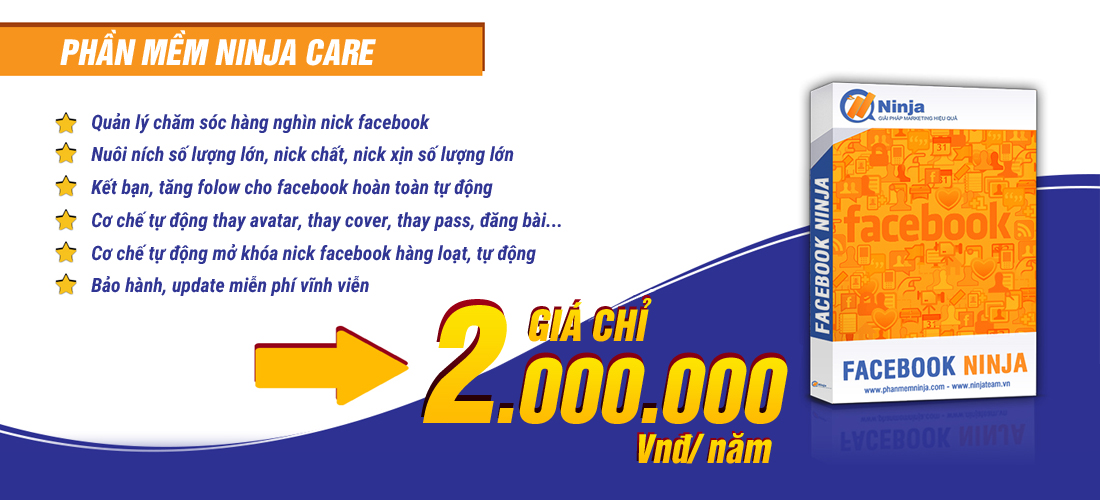 PHẦN MỀM NINJA CARE
Quản lý chăm sóc hàng nghìn nick facebook
Nuôi ních số lượng lớn, nick chất, nick xịn số lượng lớn
Kết bạn, tăng folow cho facebook hoàn toàn tự động
Cơ chế tự động thay avatar, thay cover, thay pass, đăng bài...
Cơ chế tự động mở khóa nick facebook hàng loạt, tự động
Bảo hành, update miễn phí vĩnh viễn
GIÁ CHỈ
2.000.000
Vnđ/ năm
Ninja
GIẢI PHÁP MARKETING HIỆU QUẢ
facebook
FACEBOOK NINJA
FACEBOOK NINJA
www.phanmemninja.com - www.ninjateam.vn